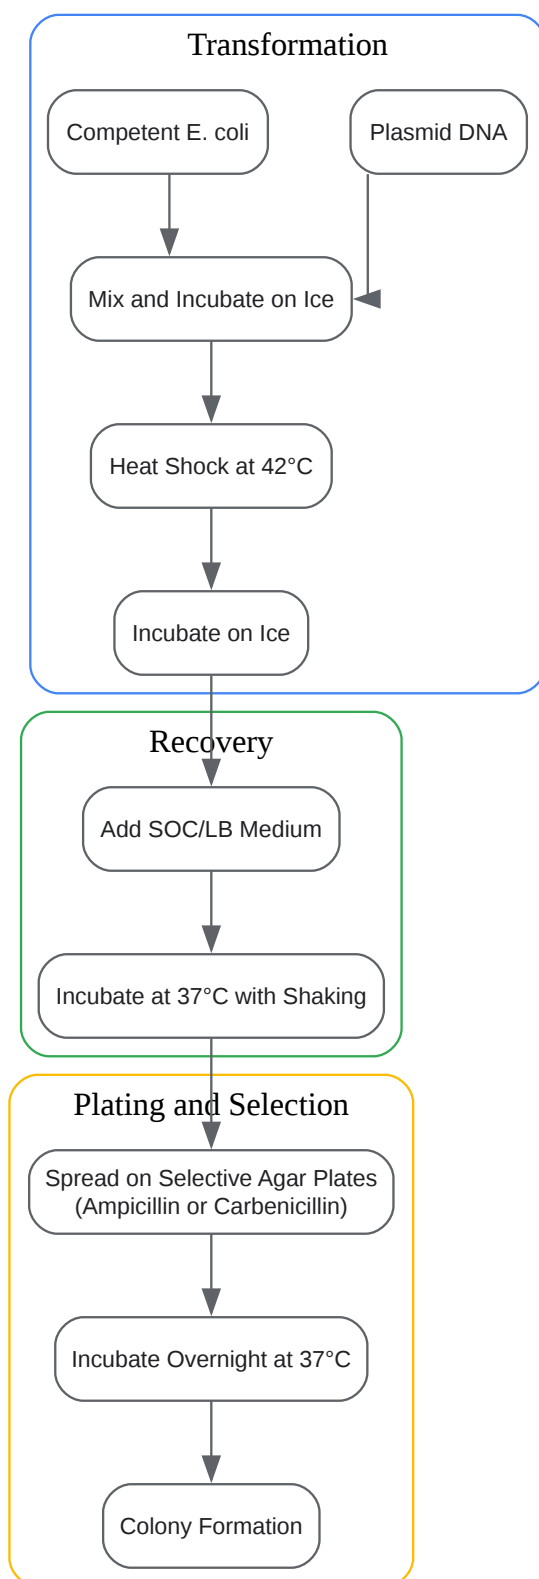 Transformation
Competent E. coli
Plasmid DNA
Mix and Incubate on Ice
Heat Shock at 42°C
Incubate on Ice
Recovery
Add SOC/LB Medium
Incubate at 37°C with Shaking
Plating and Selection
Spread on Selective Agar Plates
(Ampicillin or Carbenicillin)
Incubate Overnight at 37°C
Colony Formation